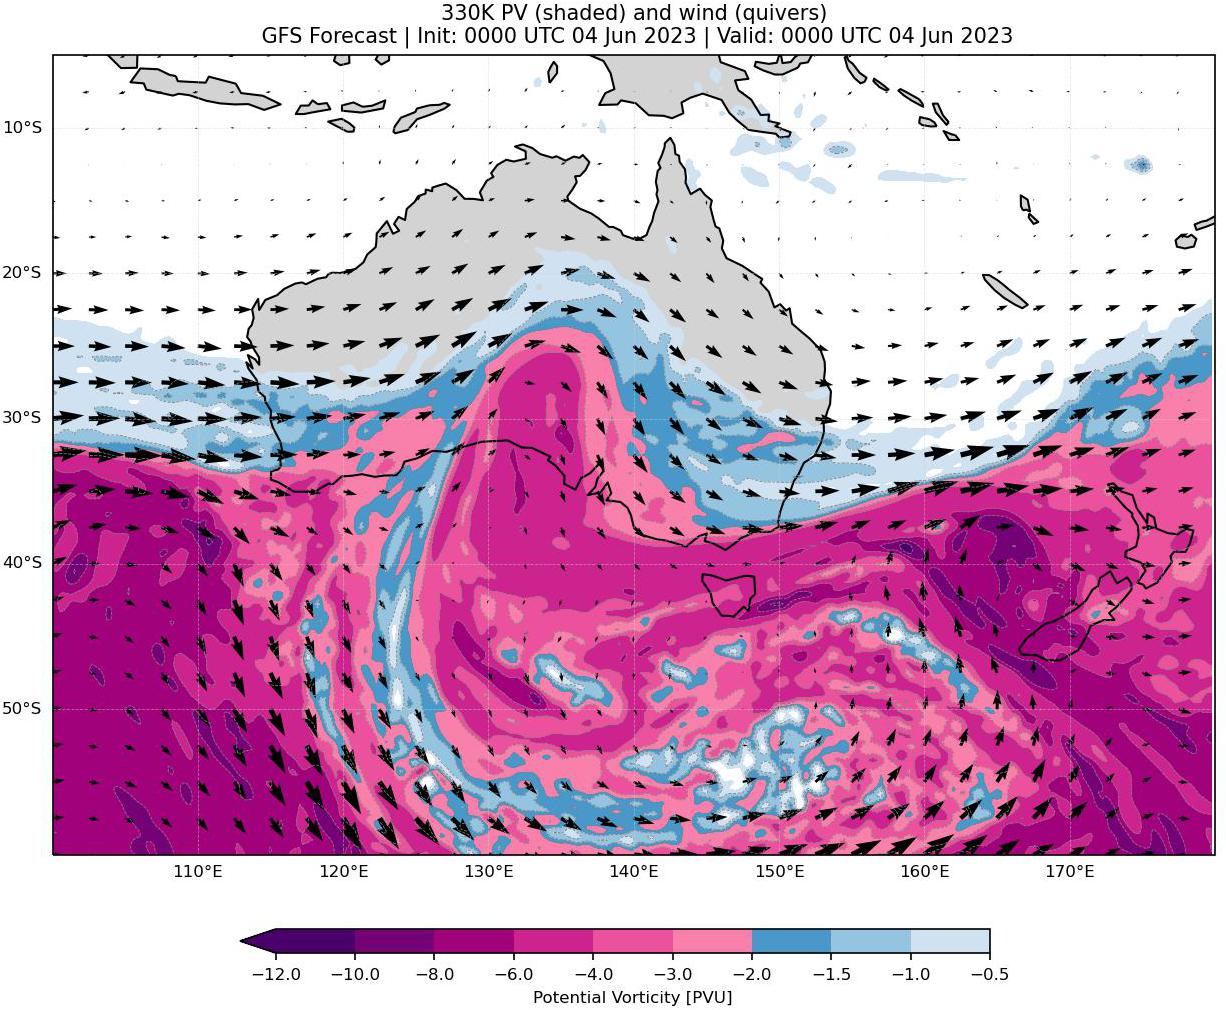 330K PV (shaded) and wind (quivers)
GFS Forecast | Init: 0000 UTC 04 Jun 2023 | Valid: 0000 UTC 04 Jun 2023
10°S
20°S
30°S
40°S
50°S
110°E 120°E 130°E 140°E 150°E 160°E 170°E
−12.0 −10.0 −8.0 −6.0 −4.0 −3.0 −2.0 −1.5 −1.0 −0.5
Potential Vorticity [PVU]